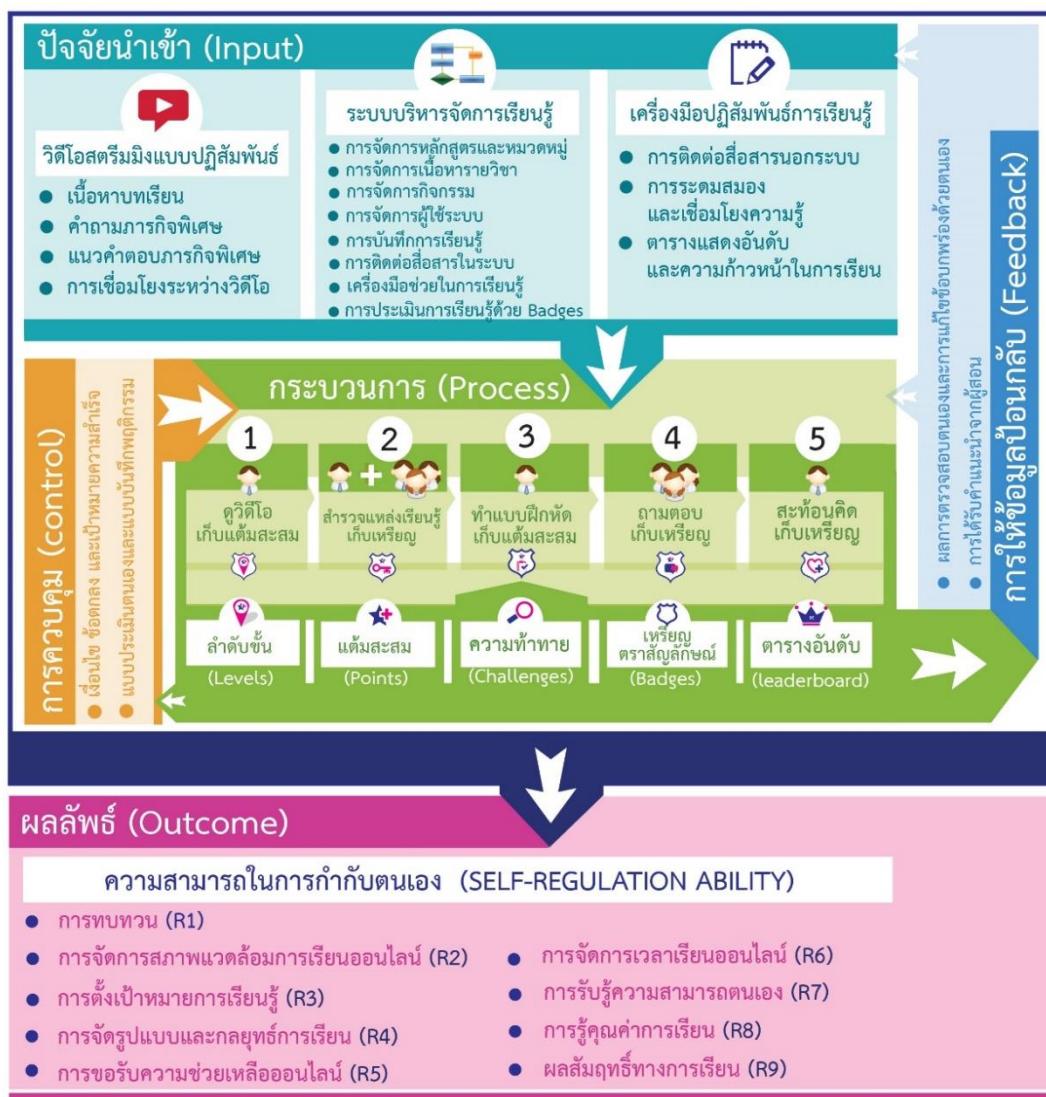 ปัจจัยนำเข้า (Input)
วิดีโอสตรีมมิงแบบปฏิสัมพันธ์
● เนื้อหาบทเรียน
● คำถามภารกิจพิเศษ
● แนวคำตอบภารกิจพิเศษ
● การเชื่อมโยงระหว่างวิดีโอ
ระบบบริหารจัดการเรียนรู้
● การจัดการหลักสูตรและหมวดหมู่
● การจัดการเนื้อหารายวิชา
● การจัดการกิจกรรม
● การจัดการผู้ใช้ระบบ
● การบันทึกการเรียนรู้
● การติดต่อสื่อสารในระบบ
● เครื่องมือช่วยในการเรียนรู้
● การประเมินการเรียนรู้ด้วย Badges
เครื่องมือปฏิสัมพันธ์การเรียนรู้
● การติดต่อสื่อสารนอกระบบ
● การระดมสมอง
และเชื่อมโยงความรู้
● ตารางแสดงอันดับ
และความก้าวหน้าในการเรียน
การควบคุม (control)
● เงื่อนไข ข้อตกลง และเป้าหมายความสำเร็จ
● แบบประเมินตนเองและแบบบันทึกพฤติกรรม
กระบวนการ (Process)
1
ดูวิดีโอ
เก็บแต้มสะสม
2
+
สำรวจแหล่งเรียนรู้
เก็บเหรียญ
3
ทำแบบฝึกหัด
เก็บแต้มสะสม
4
ถามตอบ
เก็บเหรียญ
5
สะท้อนคิด
เก็บเหรียญ
ลำดับขั้น
(Levels)
แต้มสะสม
(Points)
ความท้าทาย
(Challenges)
เหรียญ
ตราสัญลักษณ์
(Badges)
ตารางอันดับ
(leaderboard)
● ผลการตรวจสอบตนเองและการแก้ไขข้อบกพร่องด้วยตนเอง
● การได้รับคำแนะนำจากผู้สอน
การให้ข้อมูลป้อนกลับ (Feedback)
ผลลัพธ์ (Outcome)
ความสามารถในการกำกับตนเอง (SELF-REGULATION ABILITY)
● การทบทวน (R1)
● การจัดการสภาพแวดล้อมการเรียนออนไลน์ (R2)
● การตั้งเป้าหมายการเรียนรู้ (R3)
● การจัดรูปแบบและกลยุทธ์การเรียน (R4)
● การขอรับความช่วยเหลือออนไลน์ (R5)
● การจัดการเวลาเรียนออนไลน์ (R6)
● การรับรู้ความสามารถตนเอง (R7)
● การรู้คุณค่าการเรียน (R8)
● ผลสัมฤทธิ์ทางการเรียน (R9)